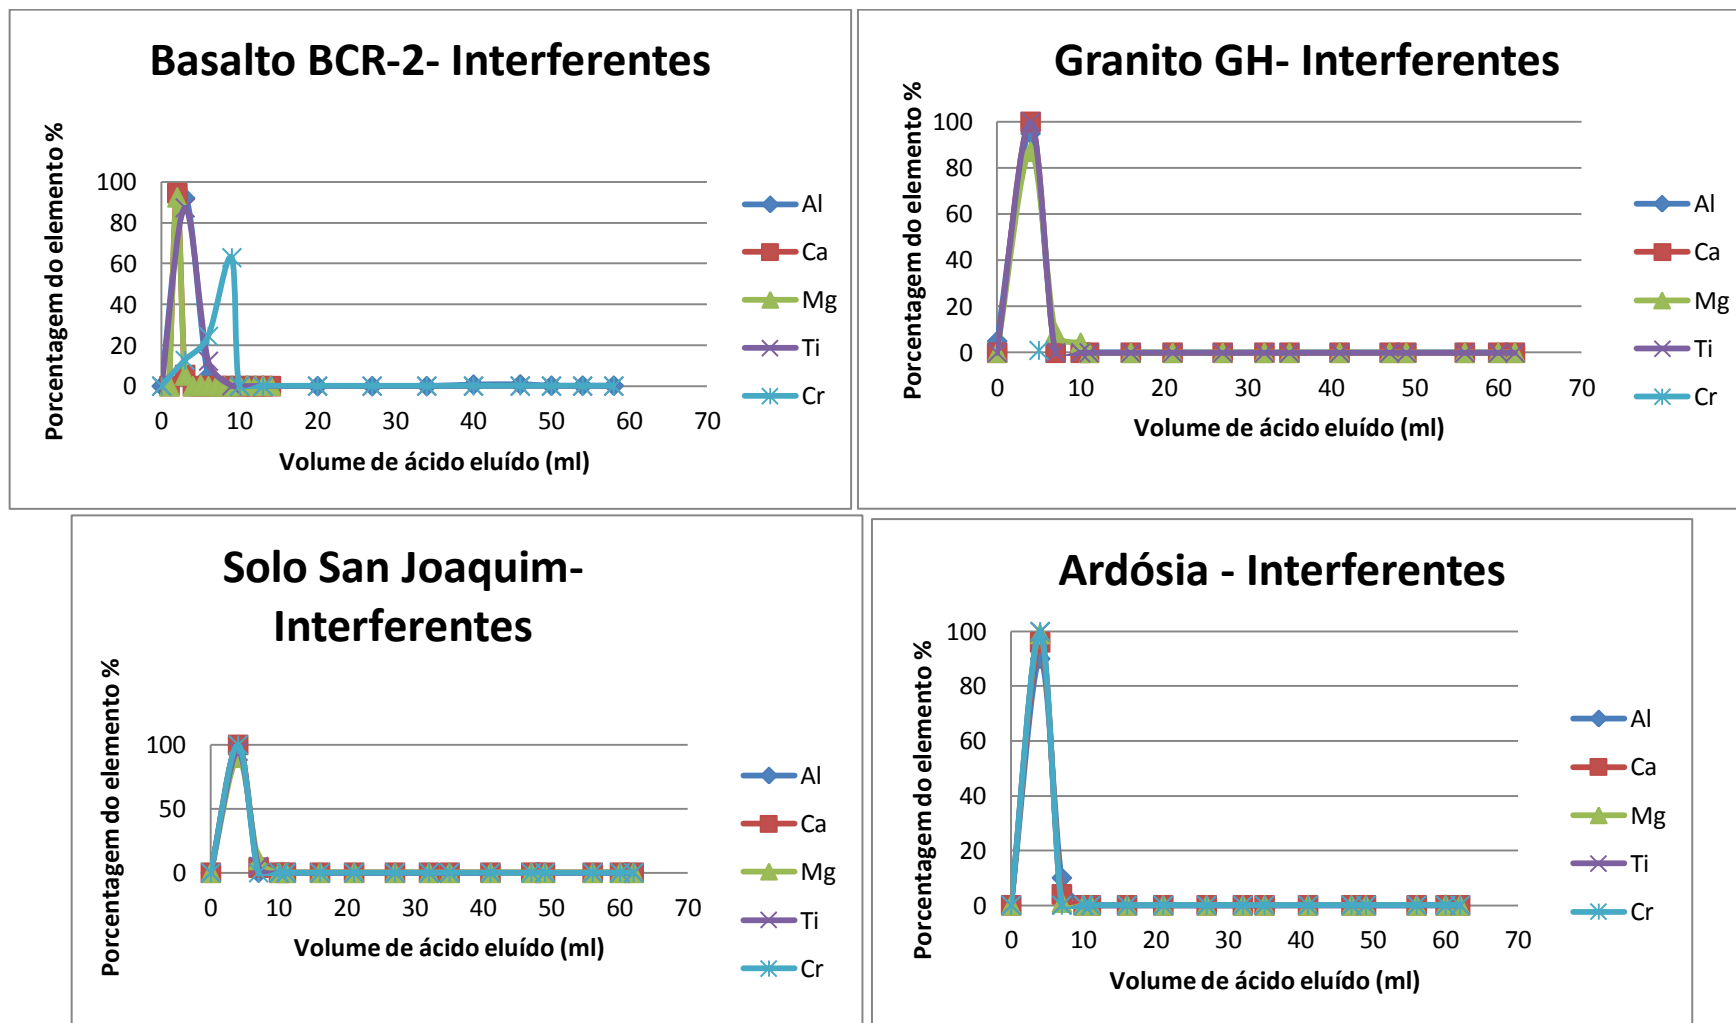 Basalto BCR-2- Interferentes
Porcentagem do elemento %
100
80
60
40
20
0
0 10 20 30 40 50 60 70
Volume de ácido eluído (ml)
Al
Ca
Mg
Ti
Cr
Granito GH- Interferentes
Porcentagem do elemento %
100
80
60
40
20
0
0 10 20 30 40 50 60 70
Volume de ácido eluído (ml)
Al
Ca
Mg
Ti
Cr
Solo San Joaquim-
Interferentes
Porcentagem do elemento %
100
50
0
0 10 20 30 40 50 60 70
Volume de ácido eluído (ml)
Al
Ca
Mg
Ti
Cr
Ardósia - Interferentes
Porcentagem do elemento %
100
80
60
40
20
0
0 10 20 30 40 50 60 70
Volume de ácido eluído (ml)
Al
Ca
Mg
Ti
Cr